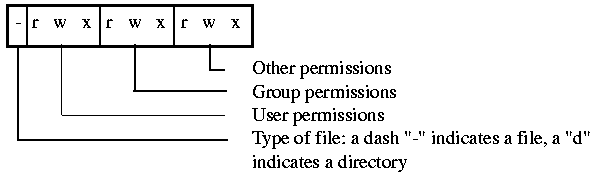 - r w x r w x r w x
Other permissions
Group permissions
User permissions
Type of file: a dash "-" indicates a file, a "d"
indicates a directory